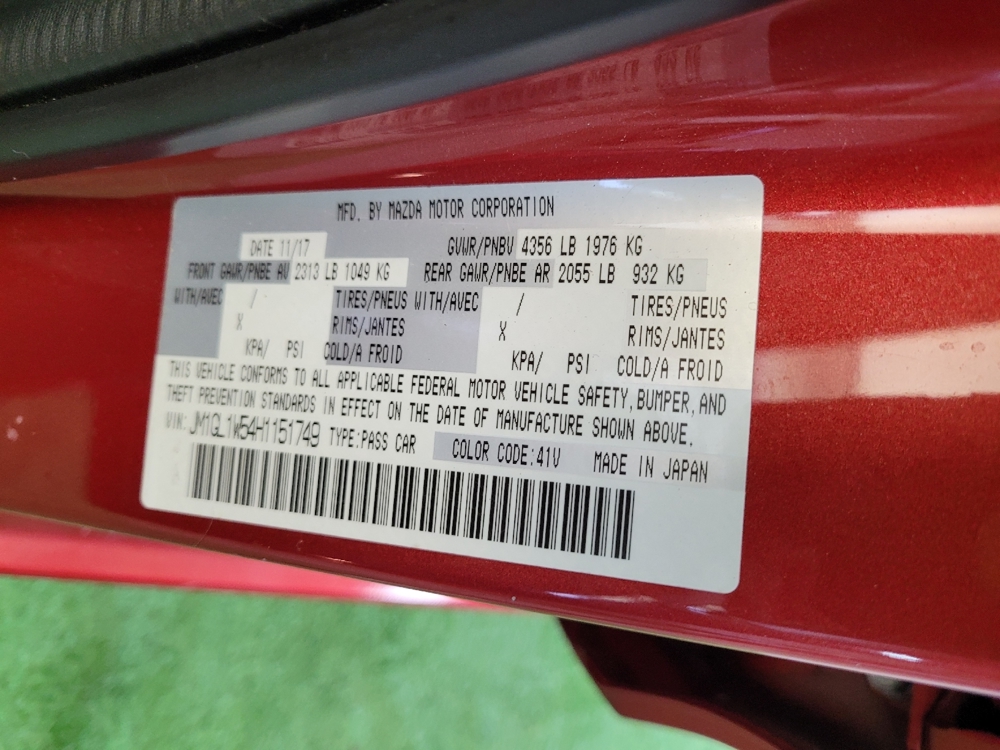 MFD. BY MAZDA MOTOR CORPORATION
DATE 11/17 GVWR/PNBV 4356 LB 1976 KG
FRONT GAWR/PNBE AV 2313 LB 1049 KG REAR GAWR/PNBE AR 2055 LB 932 KG
WITH/AVEC / TIRES/PNEUS WITH/AVEC / TIRES/PNEUS
X RIMS/JANTES X RIMS/JANTES
KPA/ PSI COLD/A FROID KPA/ PSI COLD/A FROID
THIS VEHICLE CONFORMS TO ALL APPLICABLE FEDERAL MOTOR VEHICLE SAFETY, BUMPER, AND
THEFT PREVENTION STANDARDS IN EFFECT ON THE DATE OF MANUFACTURE SHOWN ABOVE.
VIN: JM1GL1W54H1151749 TYPE:PASS CAR COLOR CODE:41V MADE IN JAPAN